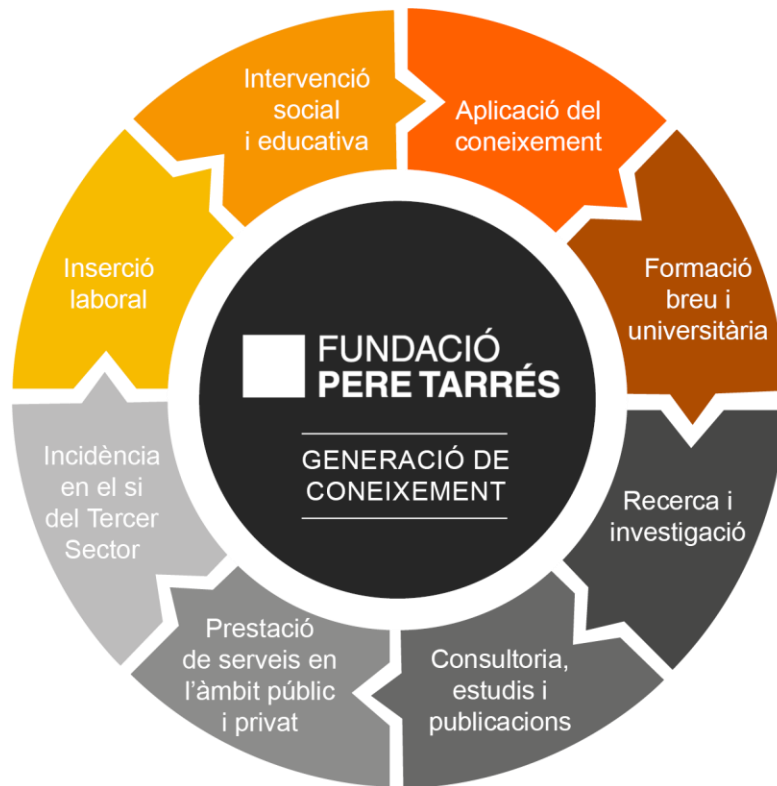 Intervenció
social
i educativa
Aplicació del
coneixement
Formació
breu i
universitària
Recerca i
investigació
Consultoria,
estudis i
publicacions
Prestació
de serveis en
l’àmbit públic
i privat
Incidència
en el si
del Tercer
Sector
Inserció
laboral
FUNDACIÓ
PERE TARRÉS
GENERACIÓ DE
CONEIXEMENT